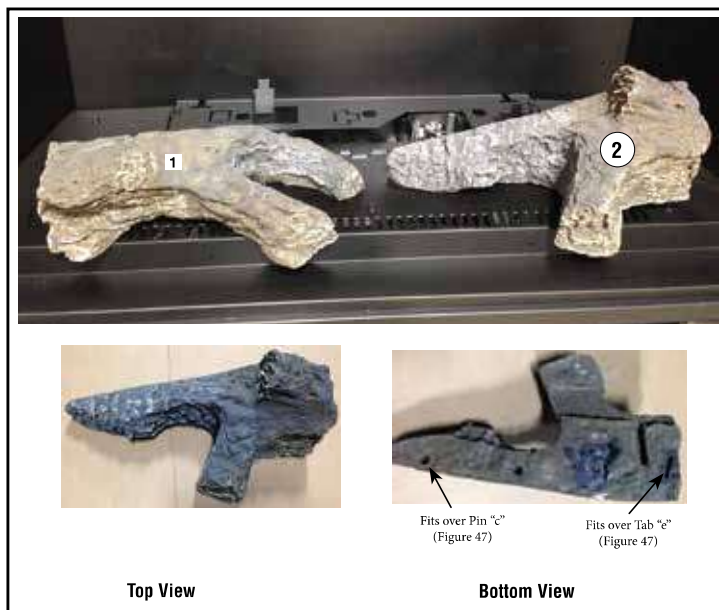 1
2
Fits over Pin “c”
(Figure 47)
Fits over Tab “e”
(Figure 47)
Top View
Bottom View